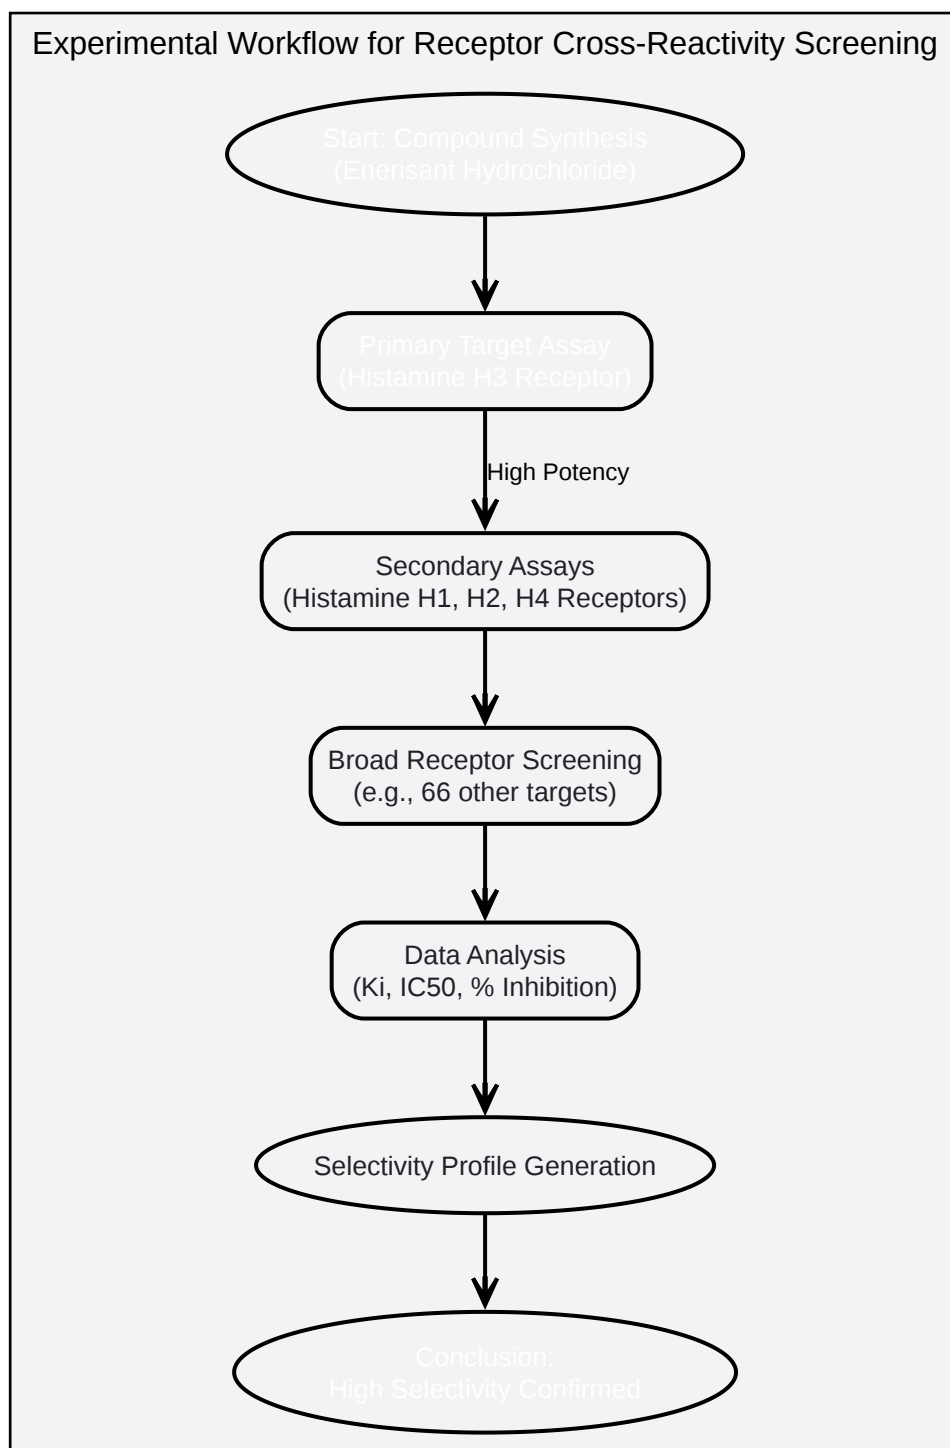 Experimental Workflow for Receptor Cross-Reactivity Screening
Start: Compound Synthesis
(Enerisant Hydrochloride)
Primary Target Assay
(Histamine H3 Receptor)
High Potency
Secondary Assays
(Histamine H1, H2, H4 Receptors)
Broad Receptor Screening
(e.g., 66 other targets)
Data Analysis
(Ki, IC50, % Inhibition)
Selectivity Profile Generation
Conclusion:
High Selectivity Confirmed